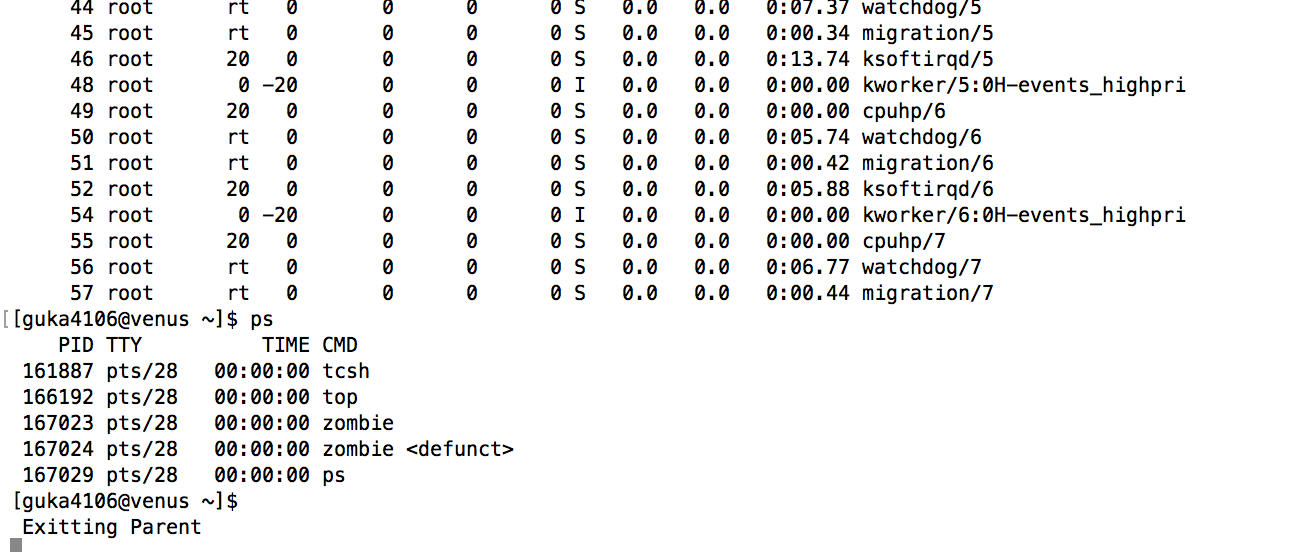 44 root rt 0 0 0 0 S 0.0 0.0 0:07.37 watchdog/5
45 root rt 0 0 0 0 S 0.0 0.0 0:00.34 migration/5
46 root 20 0 0 0 0 S 0.0 0.0 0:13.74 ksoftirqd/5
48 root 0 -20 0 0 0 I 0.0 0.0 0:00.00 kworker/5:0H-events_highpri
49 root 20 0 0 0 0 S 0.0 0.0 0:00.00 cpuhp/6
50 root rt 0 0 0 0 S 0.0 0.0 0:05.74 watchdog/6
51 root rt 0 0 0 0 S 0.0 0.0 0:00.42 migration/6
52 root 20 0 0 0 0 S 0.0 0.0 0:05.88 ksoftirqd/6
54 root 0 -20 0 0 0 I 0.0 0.0 0:00.00 kworker/6:0H-events_highpri
55 root 20 0 0 0 0 S 0.0 0.0 0:00.00 cpuhp/7
56 root rt 0 0 0 0 S 0.0 0.0 0:06.77 watchdog/7
57 root rt 0 0 0 0 S 0.0 0.0 0:00.44 migration/7
[[guka4106@venus ~]$ ps
PID TTY TIME CMD
161887 pts/28 00:00:00 tcsh
166192 pts/28 00:00:00 top
167023 pts/28 00:00:00 zombie
167024 pts/28 00:00:00 zombie <defunct>
167029 pts/28 00:00:00 ps
[guka4106@venus ~]$
Exitting Parent